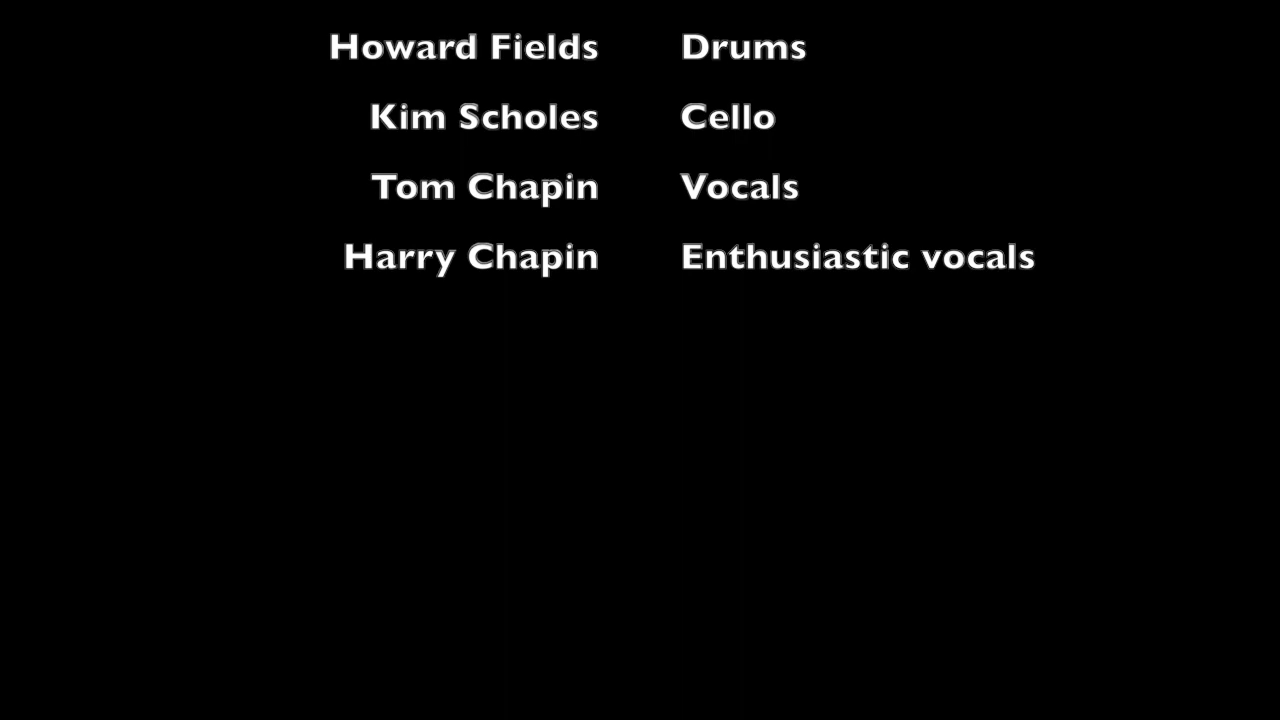 Howard Fields Drums
Kim Scholes Cello
Tom Chapin Vocals
Harry Chapin Enthusiastic vocals